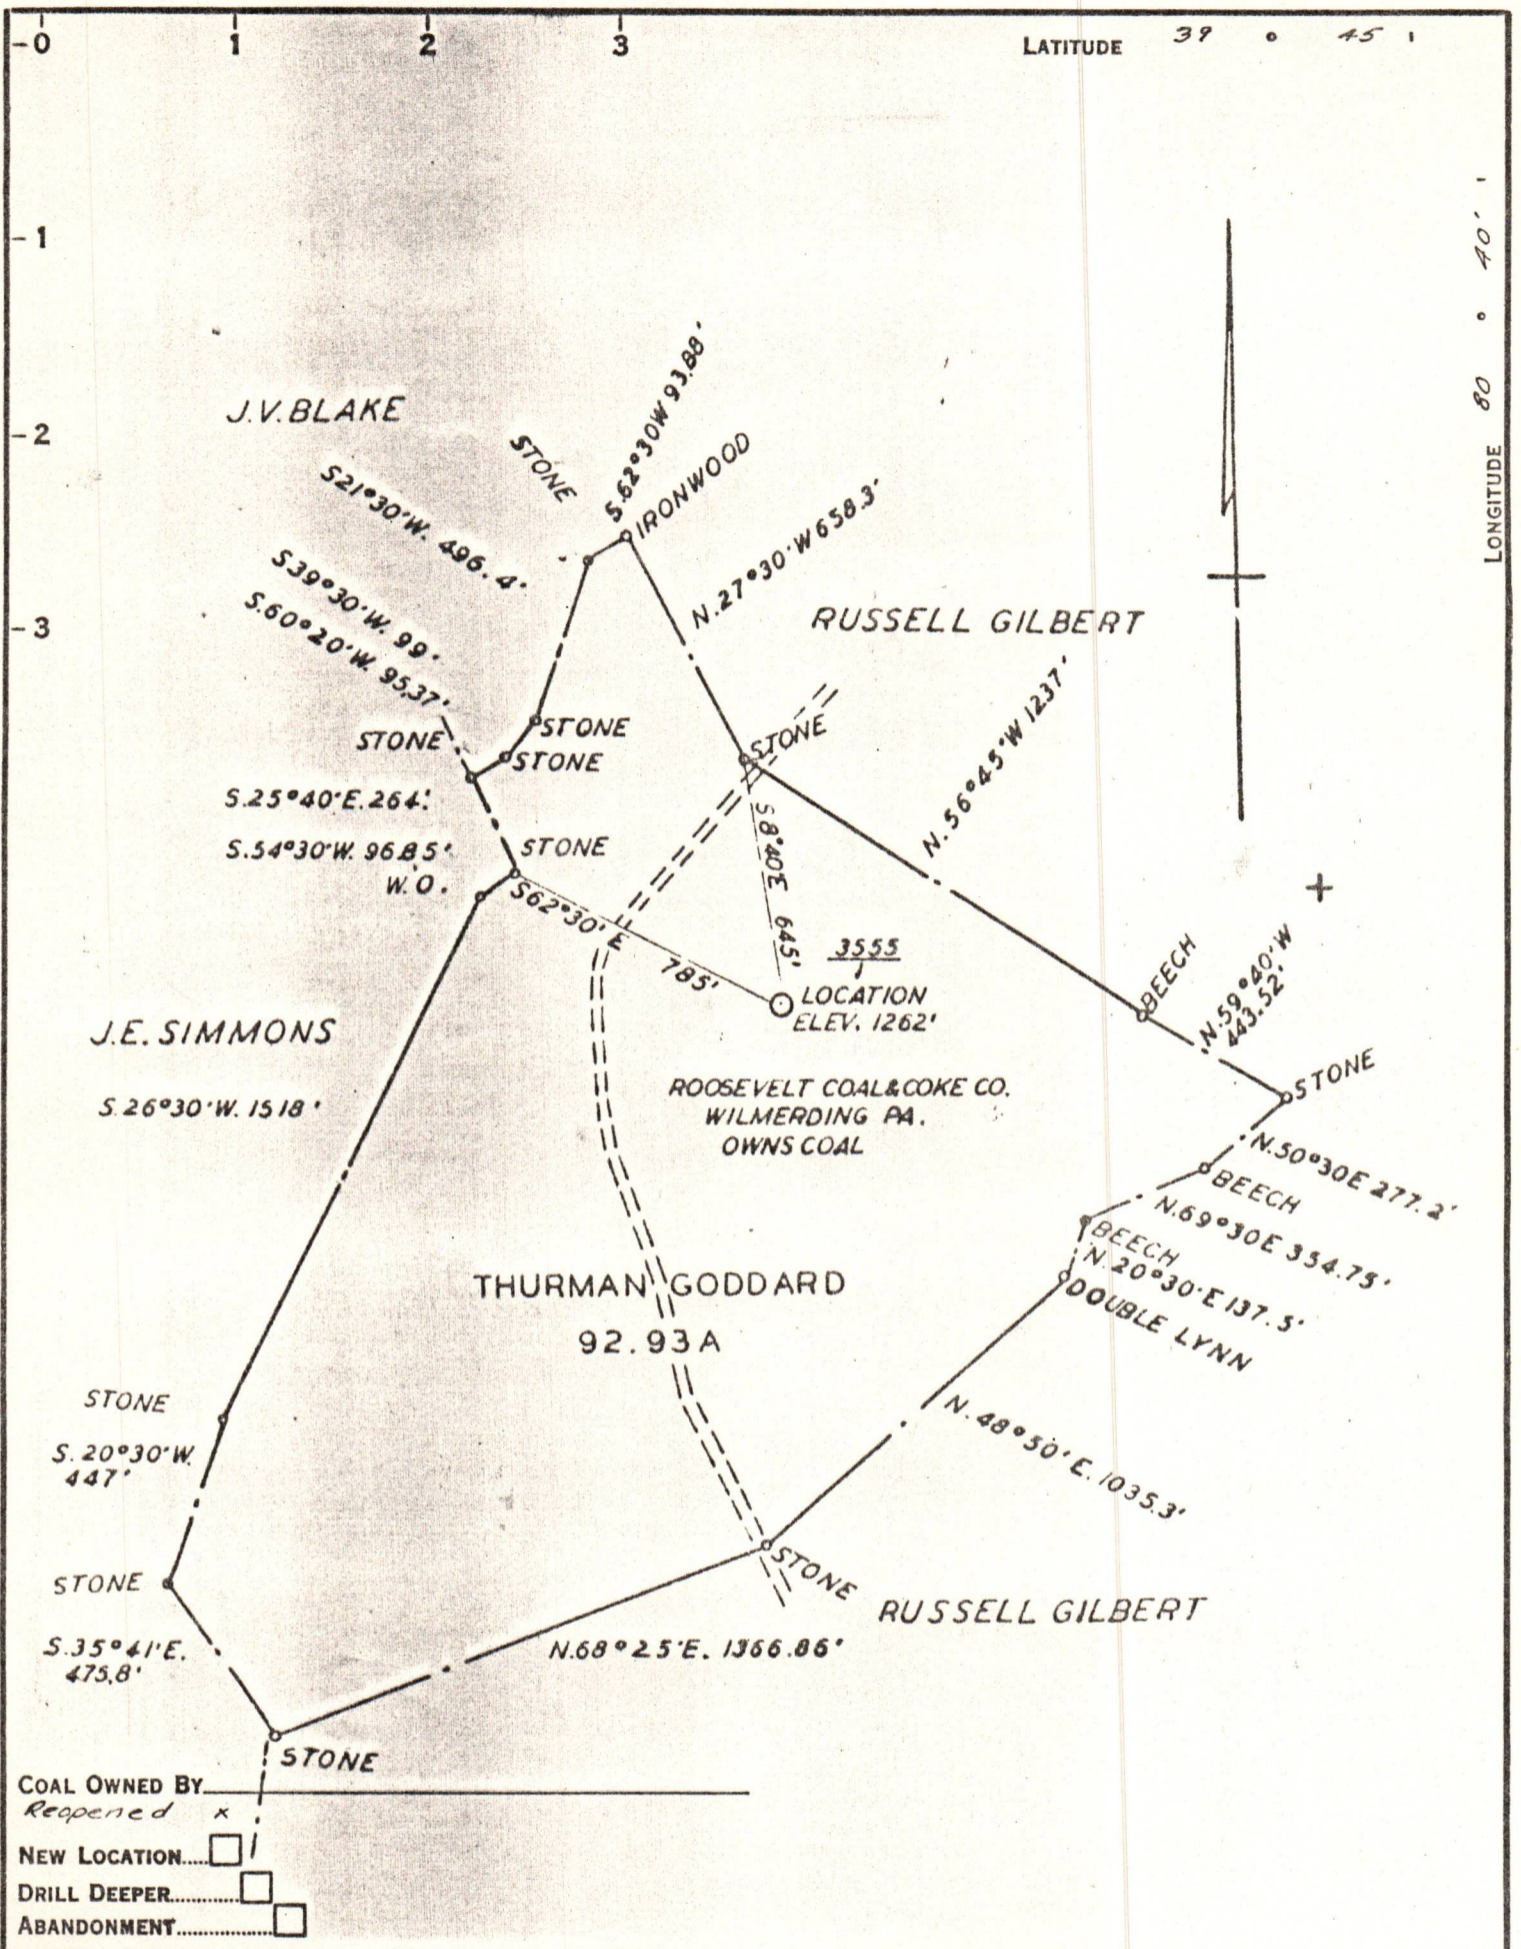 -0 1 2 3 LATITUDE 39 ° 45 '
-1
-2
-3
LONGITUDE 80 ° 40'
J.V. BLAKE
STONE
S.62°30W 93.88'
IRONWOOD
S21°30'W. 496.4'
S39°30'W. 99'
S.60°20'W. 95.37'
N.27°30'W 658.3'
RUSSELL GILBERT
STONE
STONE
STONE
STONE
S.25°40'E. 264'.
N.56°45'W 1237'
S.54°30'W. 96.85'
W.O.
STONE
S62°30'E
785'
S8°40E 645'
3555
LOCATION
ELEV. 1262'
BEECH
N.59°40'W
443.52'
STONE
J.E. SIMMONS
S.26°30'W. 1518'
ROOSEVELT COAL&COKE CO.
WILMERDING PA.
OWNS COAL
N.50°30E 277.2'
BEECH
N.69°30E 354.75'
BEECH
N.20°30'E 137.5'
DOUBLE LYNN
THURMAN GODDARD
92.93A
STONE
S.20°30'W.
447'
N.48°50'E. 1035.3'
STONE
STONE
RUSSELL GILBERT
S.35°41'E.
475.8'
N.68°25'E. 1366.86'
STONE
COAL OWNED BY
Reopened x
NEW LOCATION.....
DRILL DEEPER.............
ABANDONMENT..................